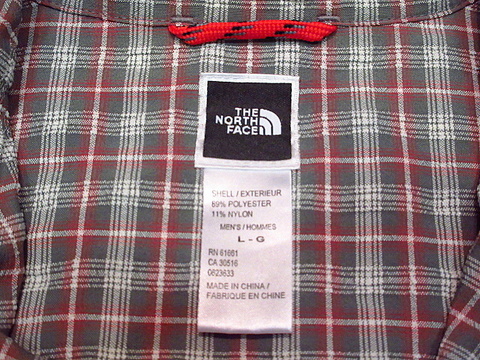 THE
NORTH
FACE
SHELL / EXTERIEUR
89% POLYESTER
11% NYLON
MEN'S / HOMMES
L - G
RN 61661
CA 30516
0623633
MADE IN CHINA /
FABRIQUE EN CHINE